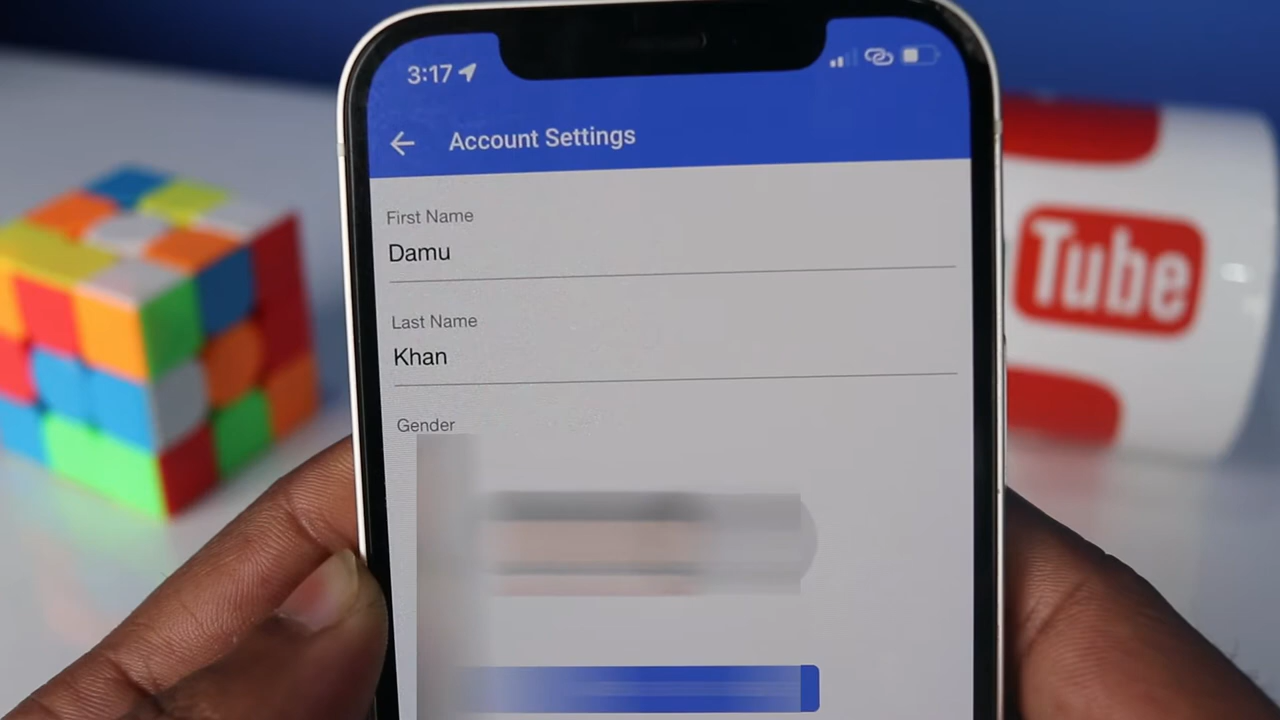 3:17
Account Settings
First Name
Damu
Last Name
Khan
Gender
Tube